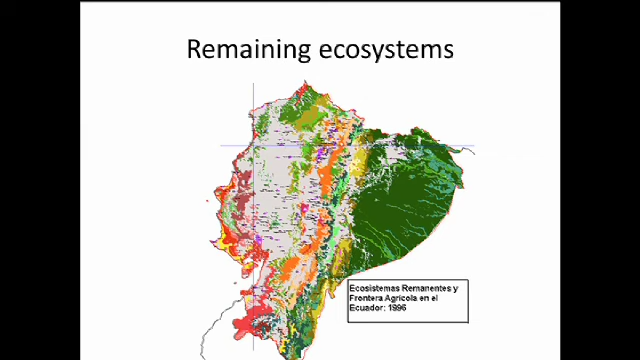 Remaining ecosystems
Ecosistemas Remanentes y
Frontera Agrícola en el
Ecuador: 1996